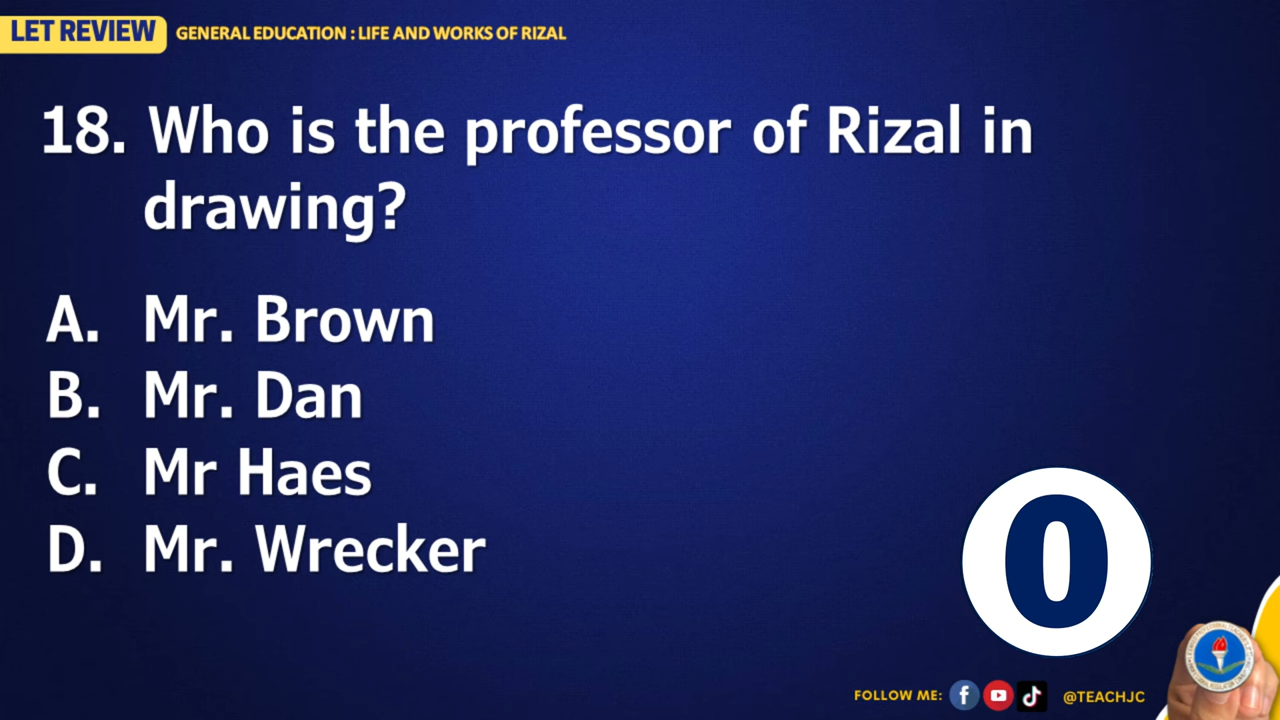 LET REVIEW
GENERAL EDUCATION : LIFE AND WORKS OF RIZAL
18. Who is the professor of Rizal in
drawing?
A. Mr. Brown
B. Mr. Dan
C. Mr Haes
D. Mr. Wrecker
0
FOLLOW ME: @TEACHJC